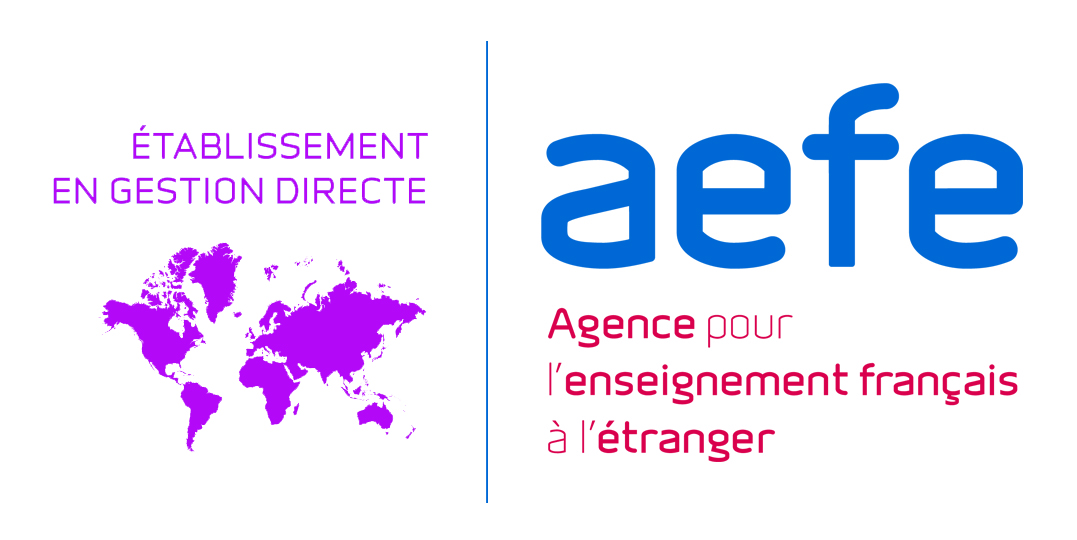 ÉTABLISSEMENT
EN GESTION DIRECTE
aefe
Agence pour
l'enseignement français
à l'étranger